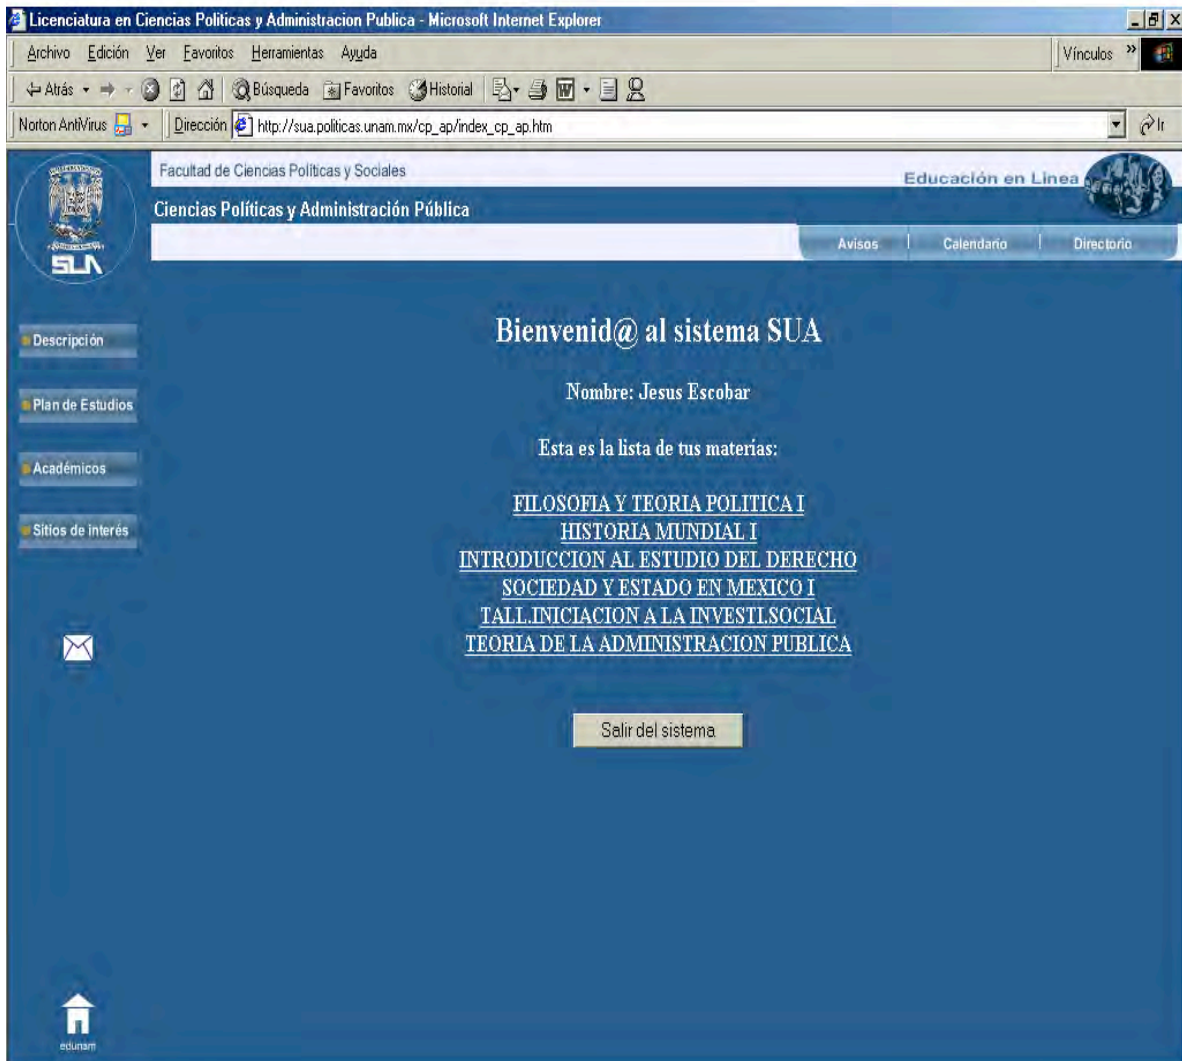 Licenciatura en Ciencias Politicas y Administracion Publica - Microsoft Internet Explorer
Archivo Edición Ver Favoritos Herramientas Ayuda Vínculos »
Atrás Búsqueda Favoritos Historial
Norton AntiVirus Dirección http://sua.politicas.unam.mx/cp_ap/index_cp_ap.htm Ir
Facultad de Ciencias Políticas y Sociales
Educación en Linea
Ciencias Políticas y Administración Pública
Avisos | Calendario | Directorio
SUA
Bienvenid@ al sistema SUA
Descripción
Nombre: Jesus Escobar
Plan de Estudios
Esta es la lista de tus materías:
Académicos
FILOSOFIA Y TEORIA POLITICA I
HISTORIA MUNDIAL I
Sitios de interés
INTRODUCCION AL ESTUDIO DEL DERECHO
SOCIEDAD Y ESTADO EN MEXICO I
TALL.INICIACION A LA INVESTI.SOCIAL
TEORIA DE LA ADMINISTRACION PUBLICA
Salir del sistema
edunam